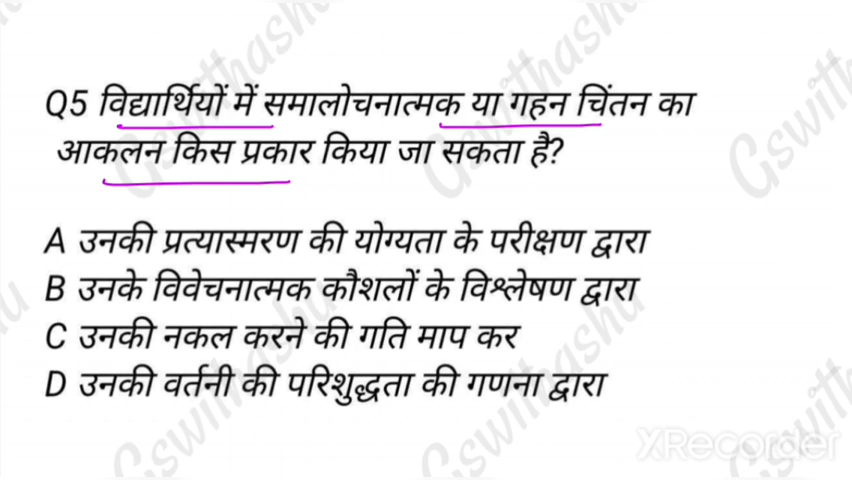 Q5 विद्यार्थियों में समालोचनात्मक या गहन चिंतन का
आकलन किस प्रकार किया जा सकता है?
A उनकी प्रत्यास्मरण की योग्यता के परीक्षण द्वारा
B उनके विवेचनात्मक कौशलों के विश्लेषण द्वारा
C उनकी नकल करने की गति माप कर
D उनकी वर्तनी की परिशुद्धता की गणना द्वारा
Gswithashu
XRecorder